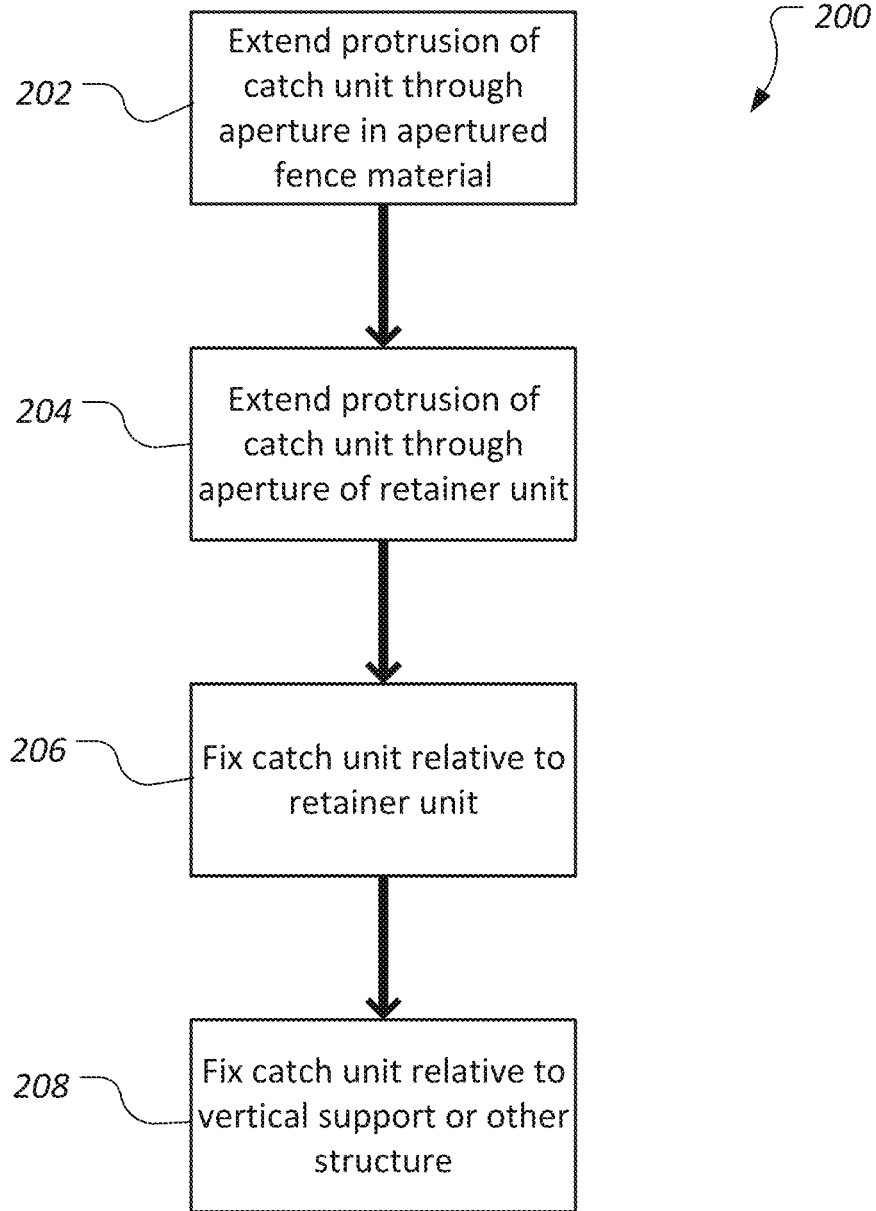 200
202
Extend protrusion of
catch unit through
aperture in apertured
fence material
204
Extend protrusion of
catch unit through
aperture of retainer unit
206
Fix catch unit relative to
retainer unit
208
Fix catch unit relative to
vertical support or other
structure